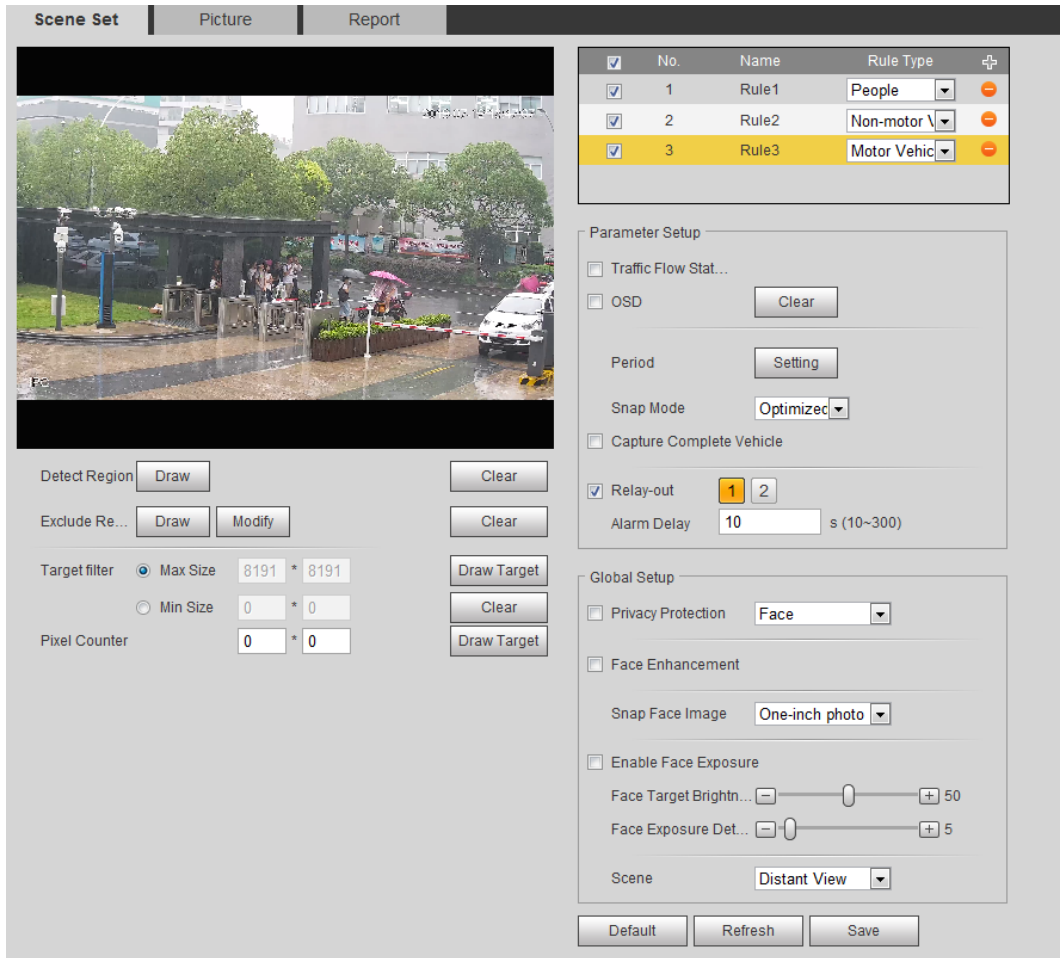 Scene Set Picture Report
No. Name Rule Type
1 Rule1 People
2 Rule2 Non-motor V
3 Rule3 Motor Vehic
Parameter Setup
Traffic Flow Stat...
OSD Clear
Period Setting
Snap Mode Optimized
Capture Complete Vehicle
Relay-out 1 2
Alarm Delay 10 s (10~300)
Detect Region Draw Clear
Exclude Re... Draw Modify Clear
Target filter Max Size 8191 * 8191 Draw Target
Min Size 0 * 0 Clear
Pixel Counter 0 * 0 Draw Target
Global Setup
Privacy Protection Face
Face Enhancement
Snap Face Image One-inch photo
Enable Face Exposure
Face Target Brightn... 50
Face Exposure Det... 5
Scene Distant View
Default Refresh Save